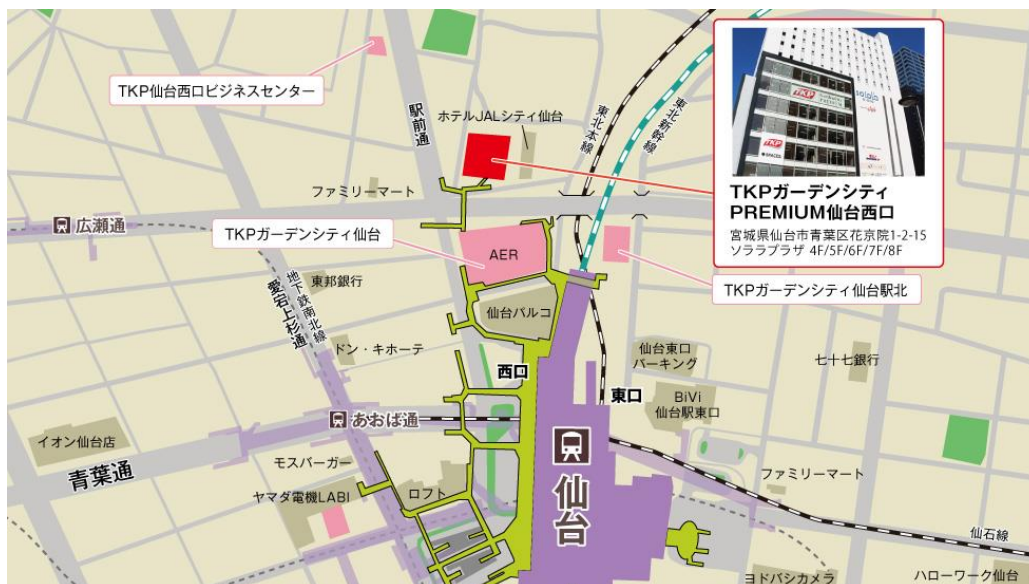 TKP仙台西口ビジネスセンター
駅前通
ホテルJALシティ仙台
東北本線
東北新幹線
TKP
TKP
TKPガーデンシティ
PREMIUM仙台西口
宮城県仙台市青葉区花京院1-2-15
ソララプラザ 4F/5F/6F/7F/8F
ファミリーマート
広瀬通
TKPガーデンシティ仙台
AER
TKPガーデンシティ仙台駅北
地下鉄南北線
愛宕上杉通
東邦銀行
仙台パルコ
ドン・キホーテ
西口
東口
仙台東口
パーキング
七十七銀行
BiVi
仙台駅東口
あおば通
イオン仙台店
青葉通
モスバーガー
ヤマダ電機LABI
ロフト
仙台
ファミリーマート
仙石線
ヨドバシカメラ
ハローワーク仙台